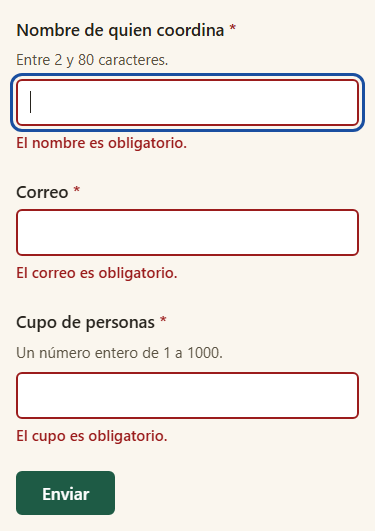 Nombre de quien coordina *
Entre 2 y 80 caracteres.
El nombre es obligatorio.
Correo *
El correo es obligatorio.
Cupo de personas *
Un número entero de 1 a 1000.
El cupo es obligatorio.
Enviar